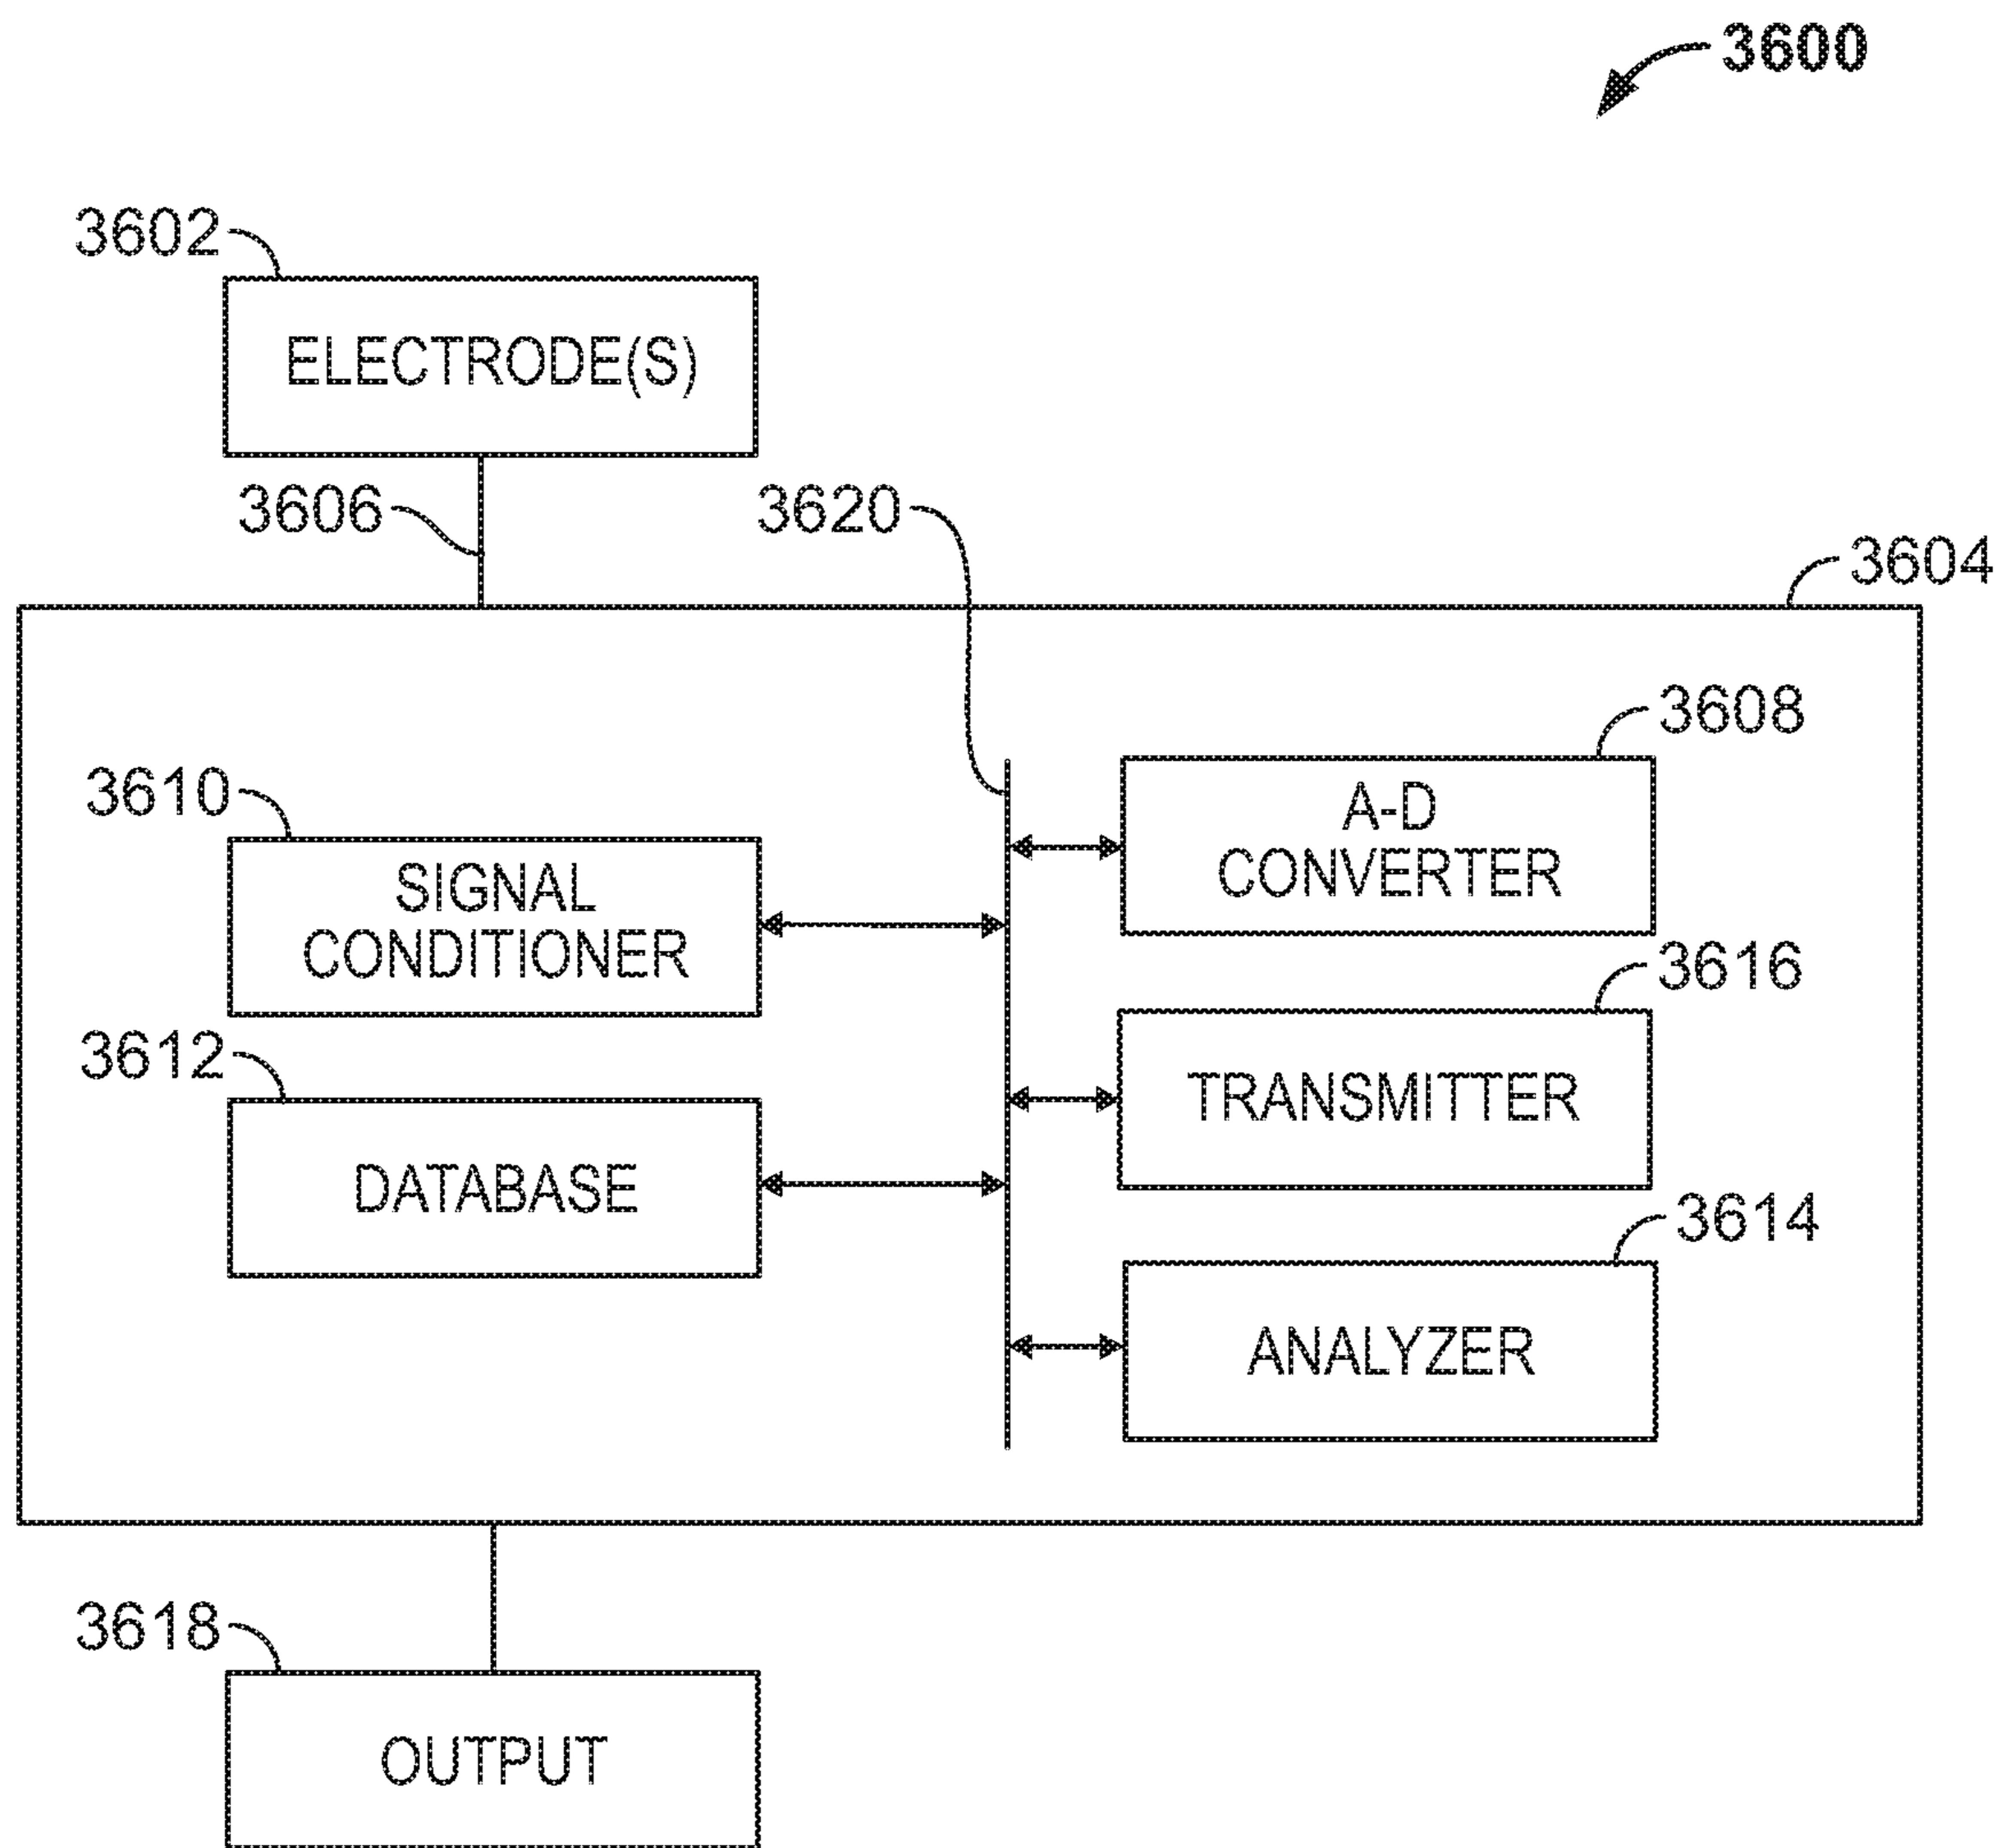 3600
3602
ELECTRODE(S)
3606
3620
3604
3608
A-D
CONVERTER
3610
SIGNAL
CONDITIONER
3616
TRANSMITTER
3612
DATABASE
3614
ANALYZER
3618
OUTPUT